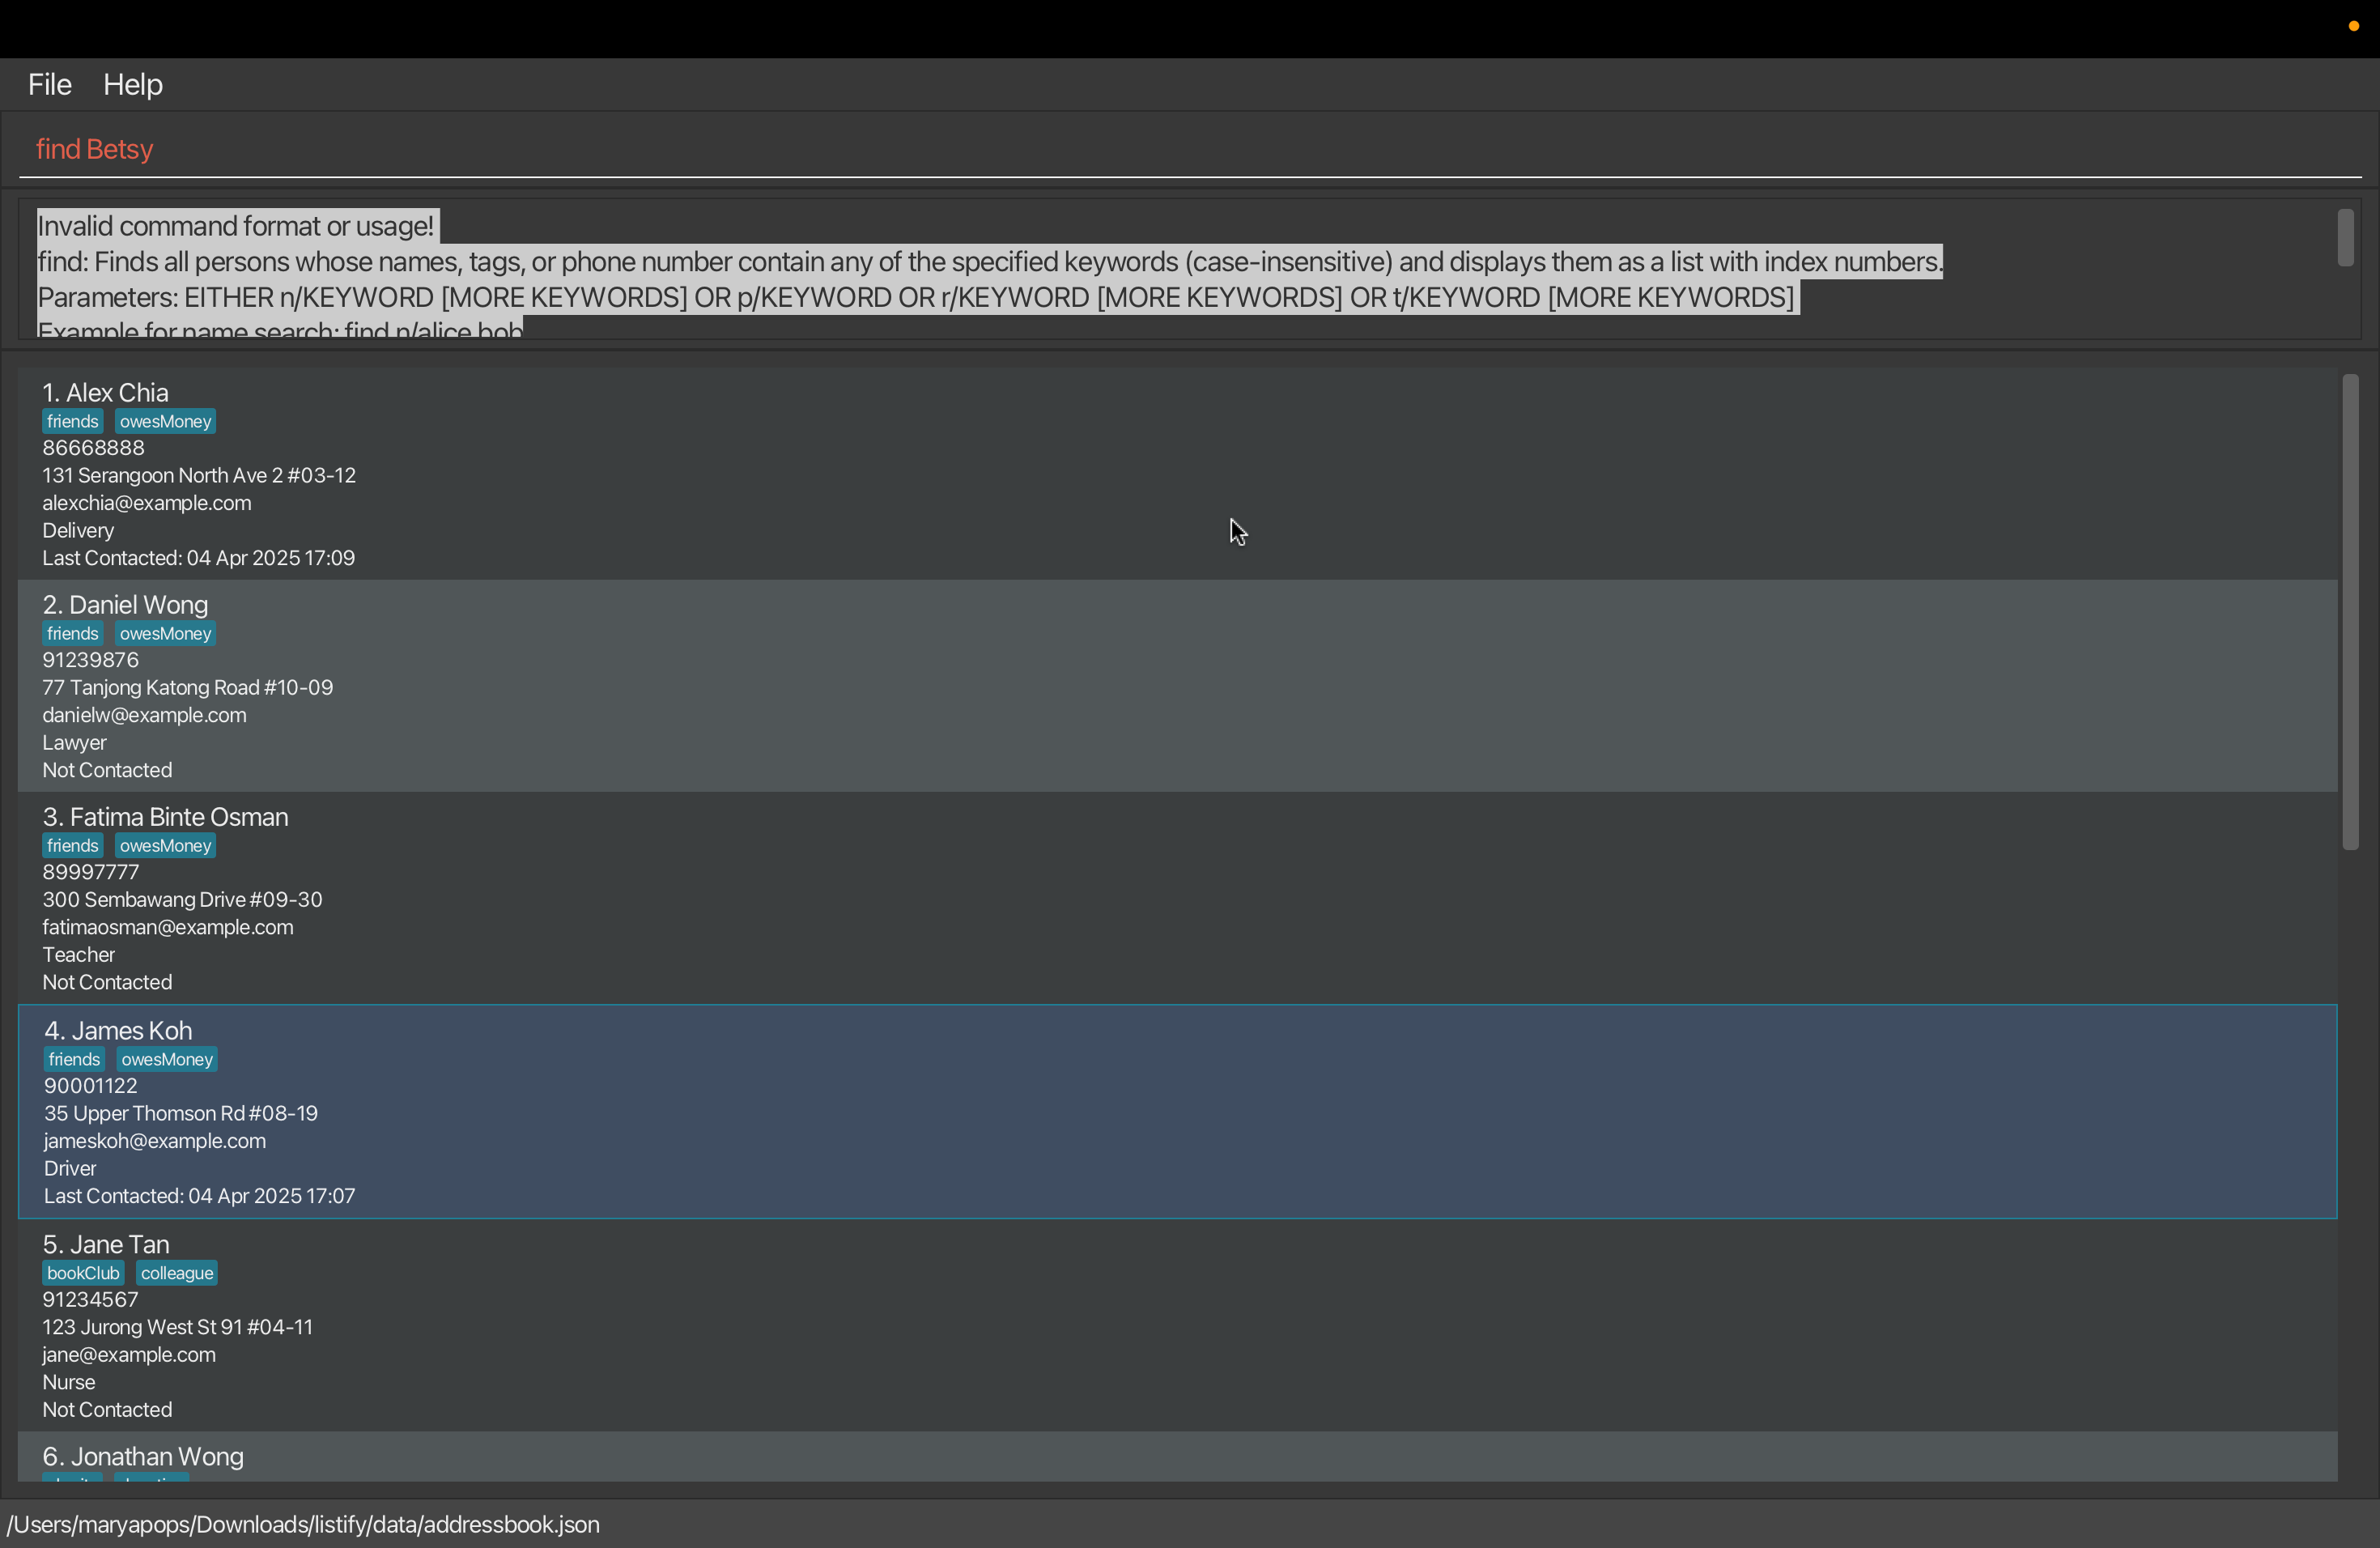 File Help
find Betsy
Invalid command format or usage!
find: Finds all persons whose names, tags, or phone number contain any of the specified keywords (case-insensitive) and displays them as a list with index numbers.
Parameters: EITHER n/KEYWORD [MORE KEYWORDS] OR p/KEYWORD OR r/KEYWORD [MORE KEYWORDS] OR t/KEYWORD [MORE KEYWORDS]
Example for name search: find n/alice bob
1. Alex Chia
friends owesMoney
86668888
131 Serangoon North Ave 2 #03-12
alexchia@example.com
Delivery
Last Contacted: 04 Apr 2025 17:09
2. Daniel Wong
friends owesMoney
91239876
77 Tanjong Katong Road #10-09
danielw@example.com
Lawyer
Not Contacted
3. Fatima Binte Osman
friends owesMoney
89997777
300 Sembawang Drive #09-30
fatimaosman@example.com
Teacher
Not Contacted
4. James Koh
friends owesMoney
90001122
35 Upper Thomson Rd #08-19
jameskoh@example.com
Driver
Last Contacted: 04 Apr 2025 17:07
5. Jane Tan
bookClub colleague
91234567
123 Jurong West St 91 #04-11
jane@example.com
Nurse
Not Contacted
6. Jonathan Wong
/Users/maryapops/Downloads/listify/data/addressbook.json